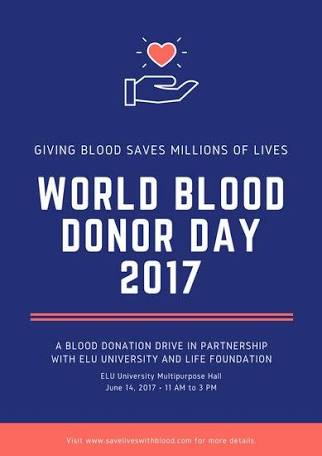 GIVING BLOOD SAVES MILLIONS OF LIVES
WORLD BLOOD
DONOR DAY
2017
A BLOOD DONATION DRIVE IN PARTNERSHIP
WITH ELU UNIVERSITY AND LIFE FOUNDATION
ELU University Multipurpose Hall
June 14, 2017 • 11 AM to 3 PM
Visit www.saveliveswithblood.com for more details.